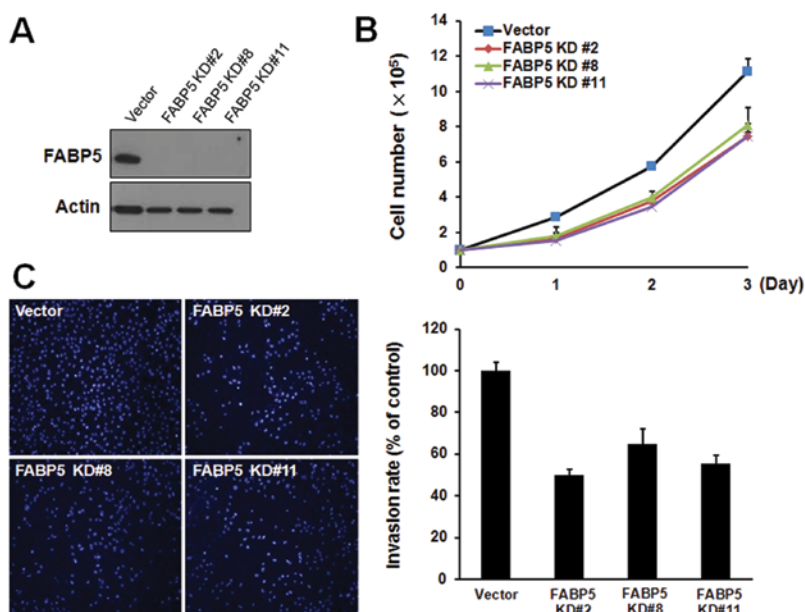 A
Vector
FABP5 KD#2
FABP5 KD#8
FABP5 KD#11
FABP5
Actin
B
Cell number (× 10⁵)
14
12
10
8
6
4
2
0
Vector
FABP5 KD #2
FABP5 KD #8
FABP5 KD #11
0 1 2 3 (Day)
C
Vector
FABP5 KD#2
FABP5 KD#8
FABP5 KD#11
Invasion rate (% of control)
120
100
80
60
40
20
0
Vector
FABP5 KD#2
FABP5 KD#8
FABP5 KD#11